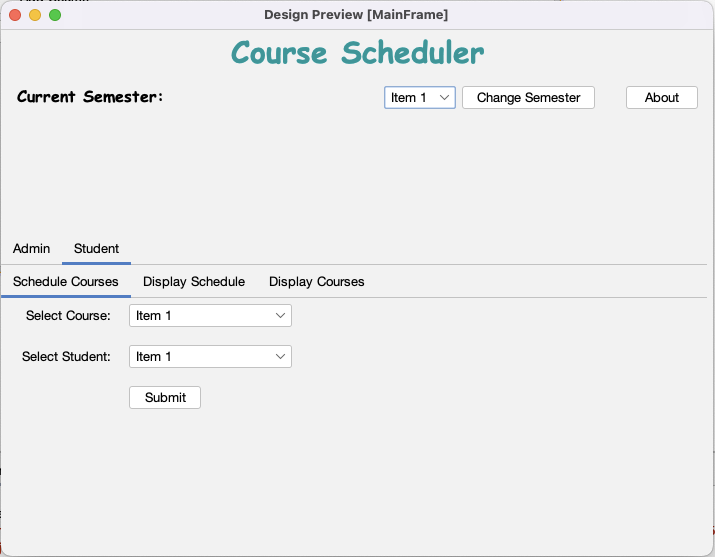 Design Preview [MainFrame]
Course Scheduler
Current Semester: Item 1 Change Semester About
Admin Student
Schedule Courses Display Schedule Display Courses
Select Course: Item 1
Select Student: Item 1
Submit